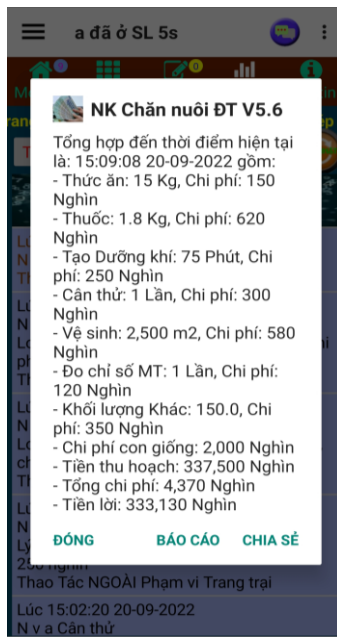 a đã ở SL 5s
NK Chăn nuôi ĐT V5.6
Tổng hợp đến thời điểm hiện tại
là: 15:09:08 20-09-2022 gồm:
- Thức ăn: 15 Kg, Chi phí: 150
Nghìn
- Thuốc: 1.8 Kg, Chi phí: 620
Nghìn
- Tạo Dưỡng khí: 75 Phút, Chi
phí: 250 Nghìn
- Cân thử: 1 Lần, Chi phí: 300
Nghìn
- Vệ sinh: 2,500 m2, Chi phí: 580
Nghìn
- Đo chỉ số MT: 1 Lần, Chi phí:
120 Nghìn
- Khối lượng Khác: 150.0, Chi
phí: 350 Nghìn
- Chi phí con giống: 2,000 Nghìn
- Tiền thu hoạch: 337,500 Nghìn
- Tổng chi phí: 4,370 Nghìn
- Tiền lời: 333,130 Nghìn
ĐÓNG BÁO CÁO CHIA SẺ
Thao Tác NGOÀI Phạm vi Trang trại
Lúc 15:02:20 20-09-2022
N v a Cân thử